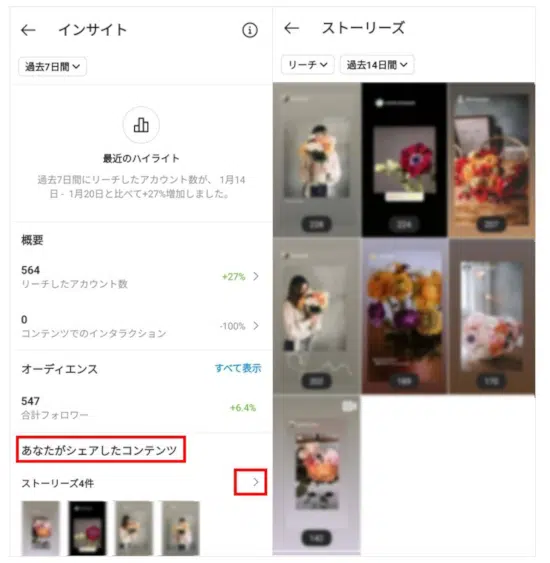 インサイト
過去7日間
最近のハイライト
過去7日間にリーチしたアカウント数が、1月14
日 - 1月20日と比べて+27%増加しました。
概要
564
リーチしたアカウント数
+27%
0
コンテンツでのインタラクション
-100%
オーディエンス
すべて表示
547
合計フォロワー
+6.4%
あなたがシェアしたコンテンツ
ストーリーズ4件
ストーリーズ
リーチ
過去14日間
228
224
207
202
189
170
142